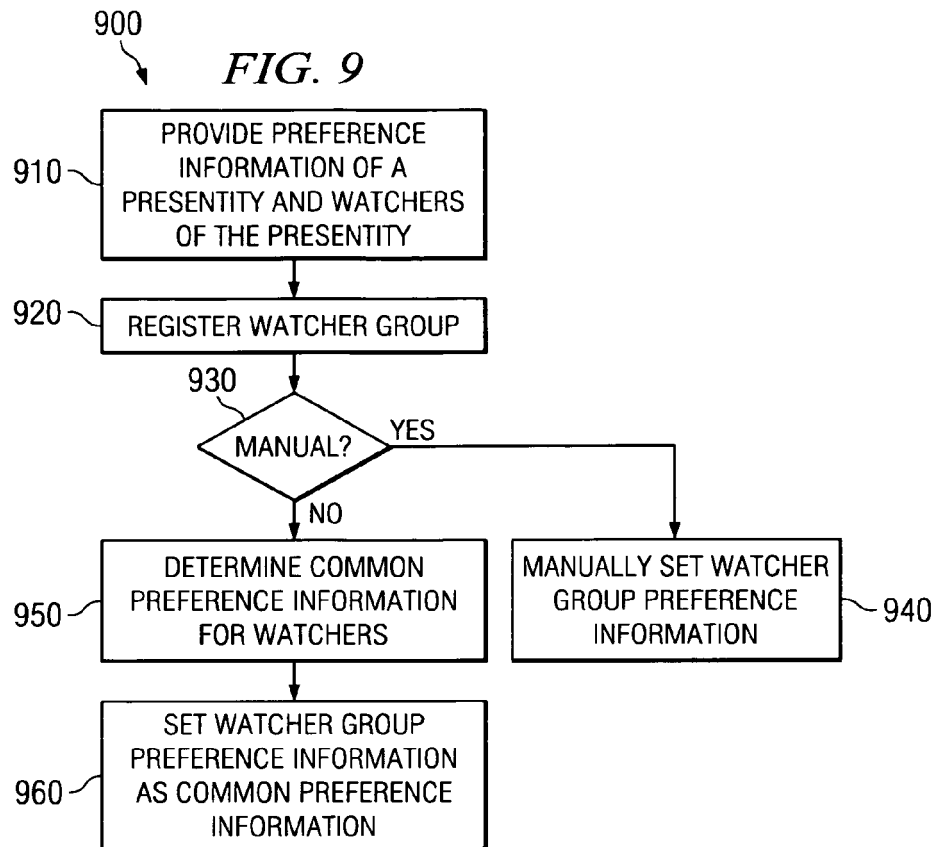 900
FIG. 9
910
PROVIDE PREFERENCE
INFORMATION OF A
PRESENTITY AND WATCHERS
OF THE PRESENTITY
920
REGISTER WATCHER GROUP
930
MANUAL?
YES
NO
950
DETERMINE COMMON
PREFERENCE INFORMATION
FOR WATCHERS
MANUALLY SET WATCHER
GROUP PREFERENCE
INFORMATION
940
960
SET WATCHER GROUP
PREFERENCE INFORMATION
AS COMMON PREFERENCE
INFORMATION